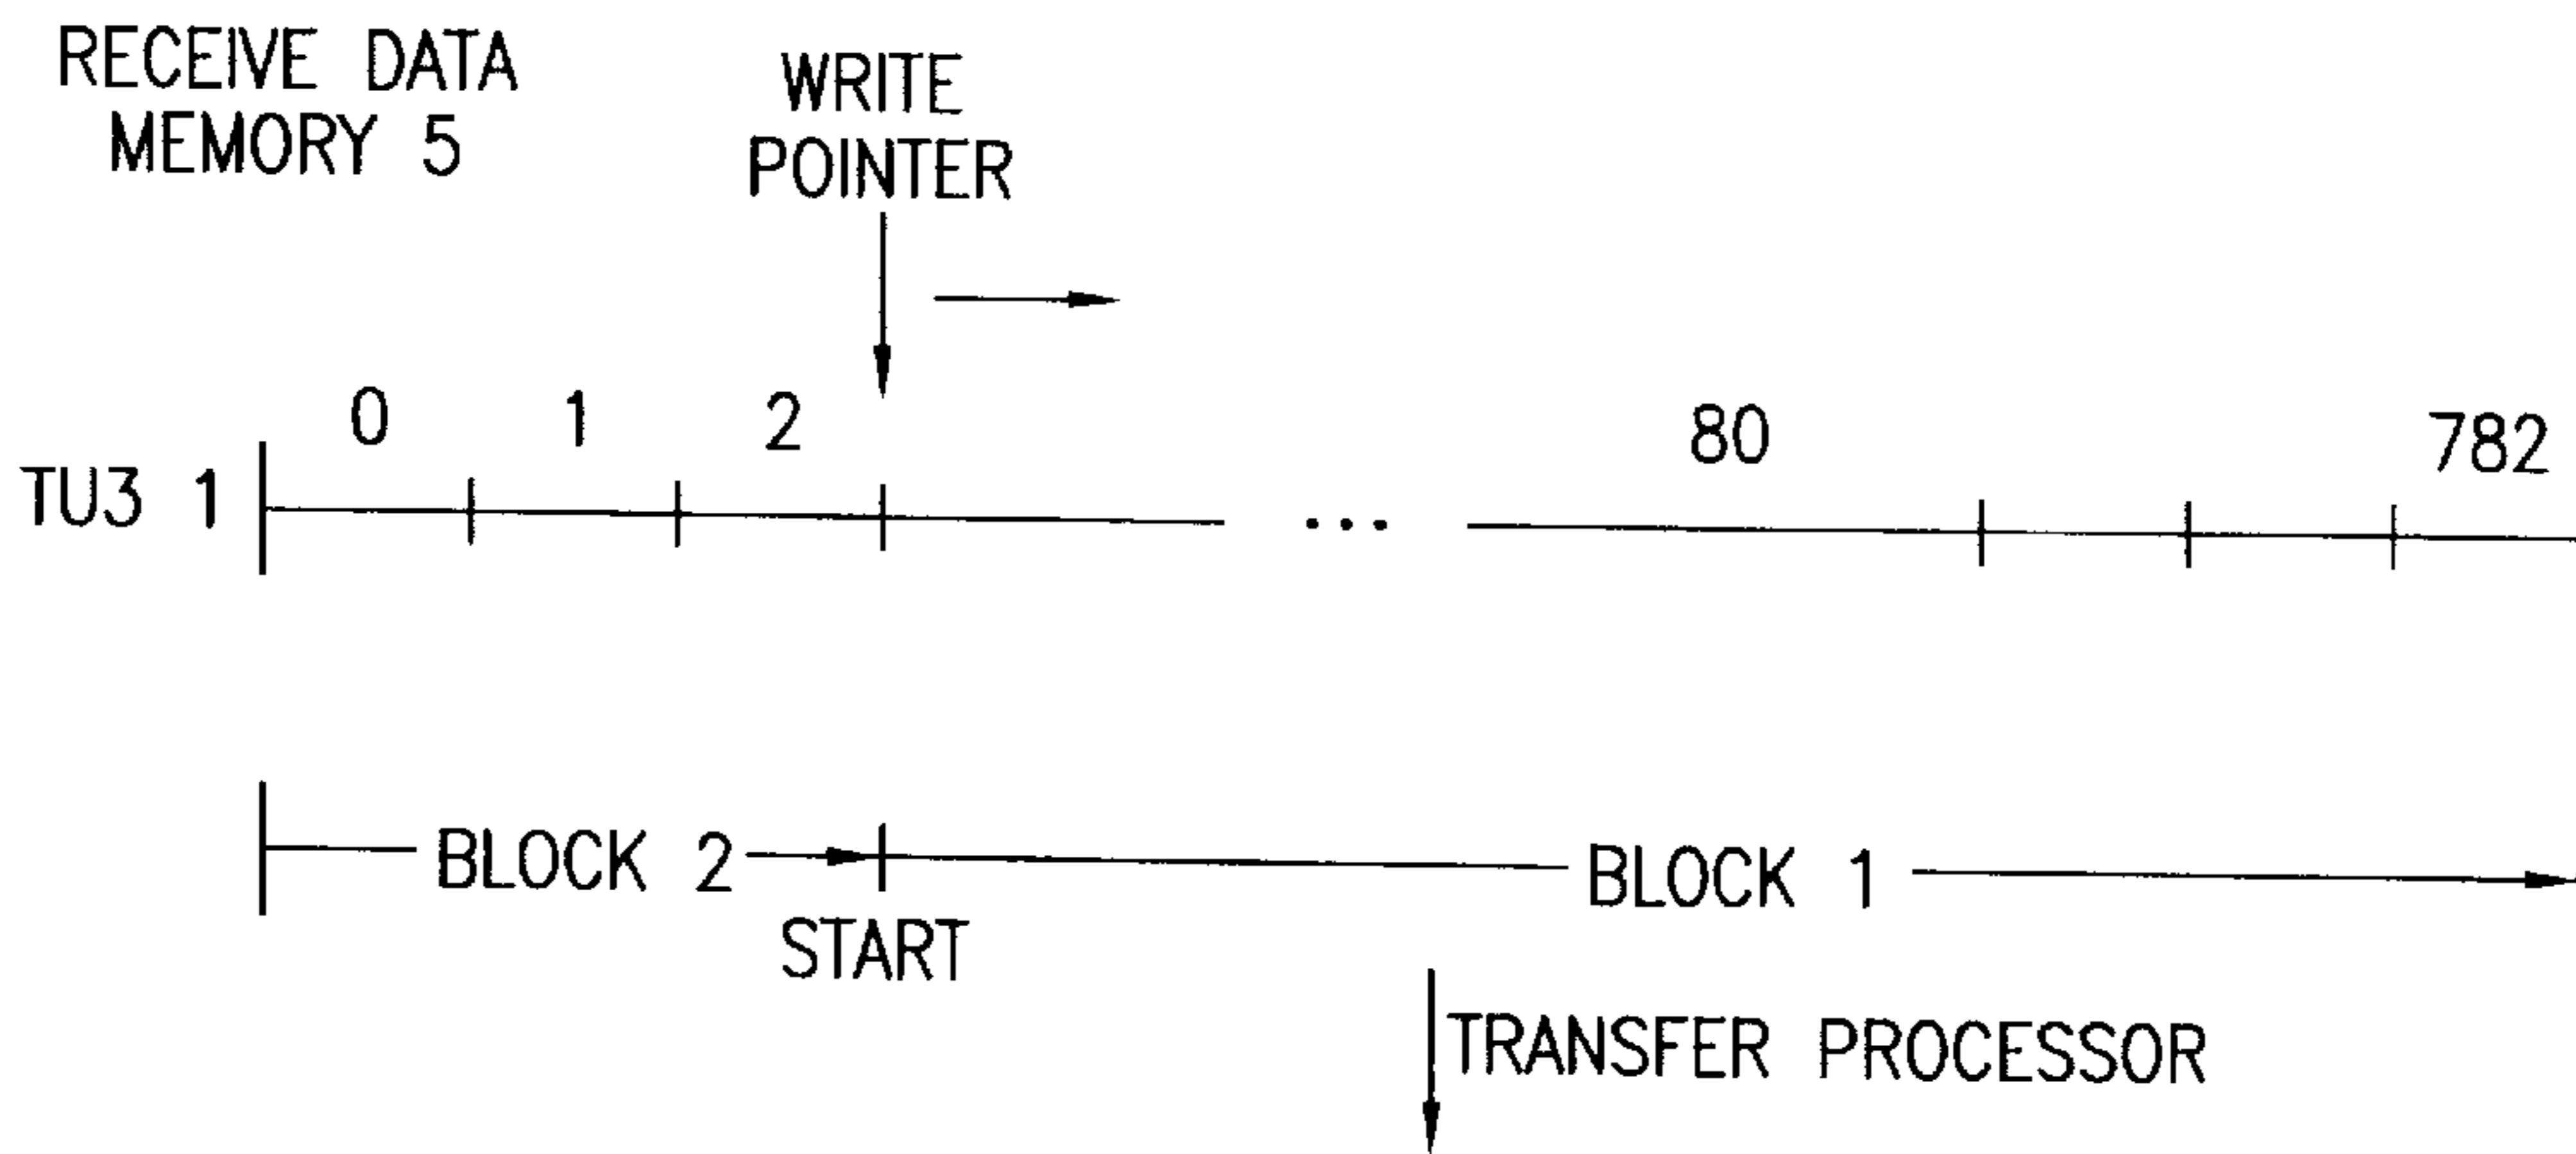 RECEIVE DATA
MEMORY 5
WRITE
POINTER
0 1 2 80 782
TU3 1
...
BLOCK 2 BLOCK 1
START
TRANSFER PROCESSOR